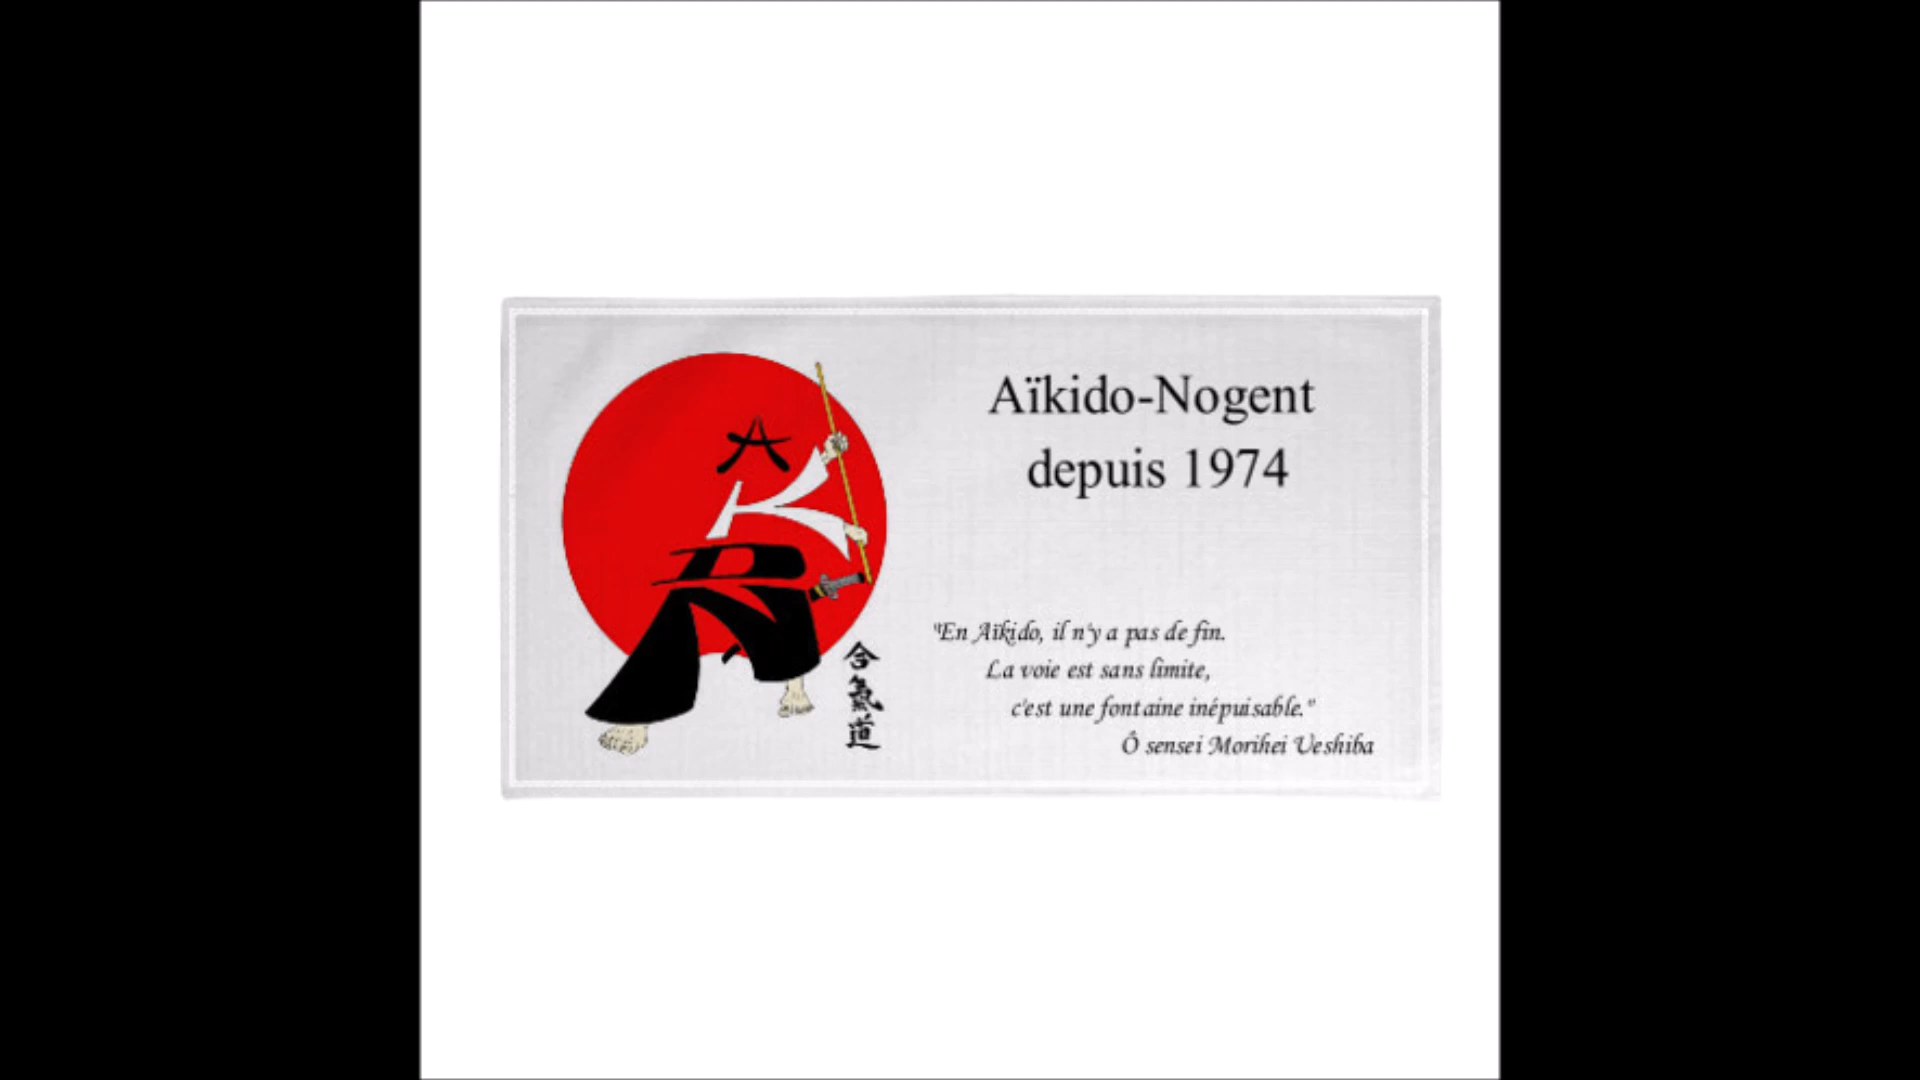 A
K
D
N
合
氣
道
Aïkido-Nogent
depuis 1974
"En Aïkido, il n'y a pas de fin.
La voie est sans limite,
c'est une fontaine inépuisable."
Ô sensei Morihei Ueshiba